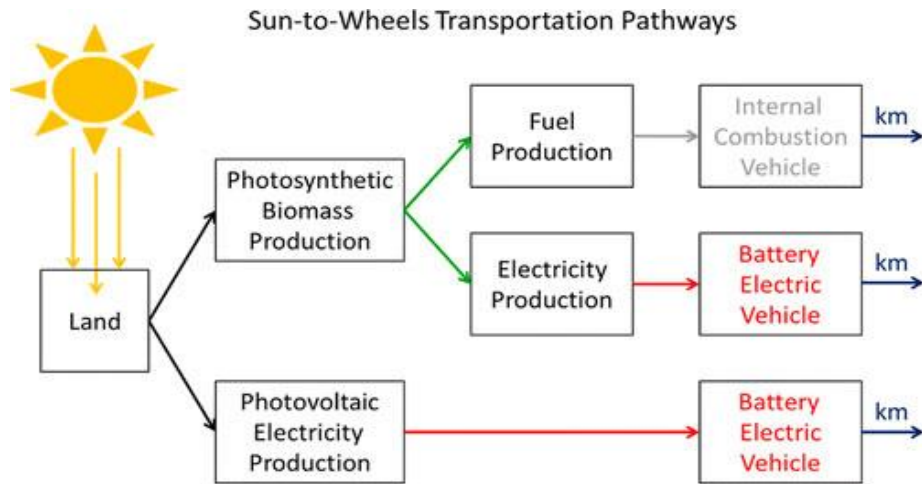 Sun-to-Wheels Transportation Pathways
Fuel
Production
Internal
Combustion
Vehicle
km
Photosynthetic
Biomass
Production
Electricity
Production
Battery
Electric
Vehicle
km
Land
Photovoltaic
Electricity
Production
Battery
Electric
Vehicle
km